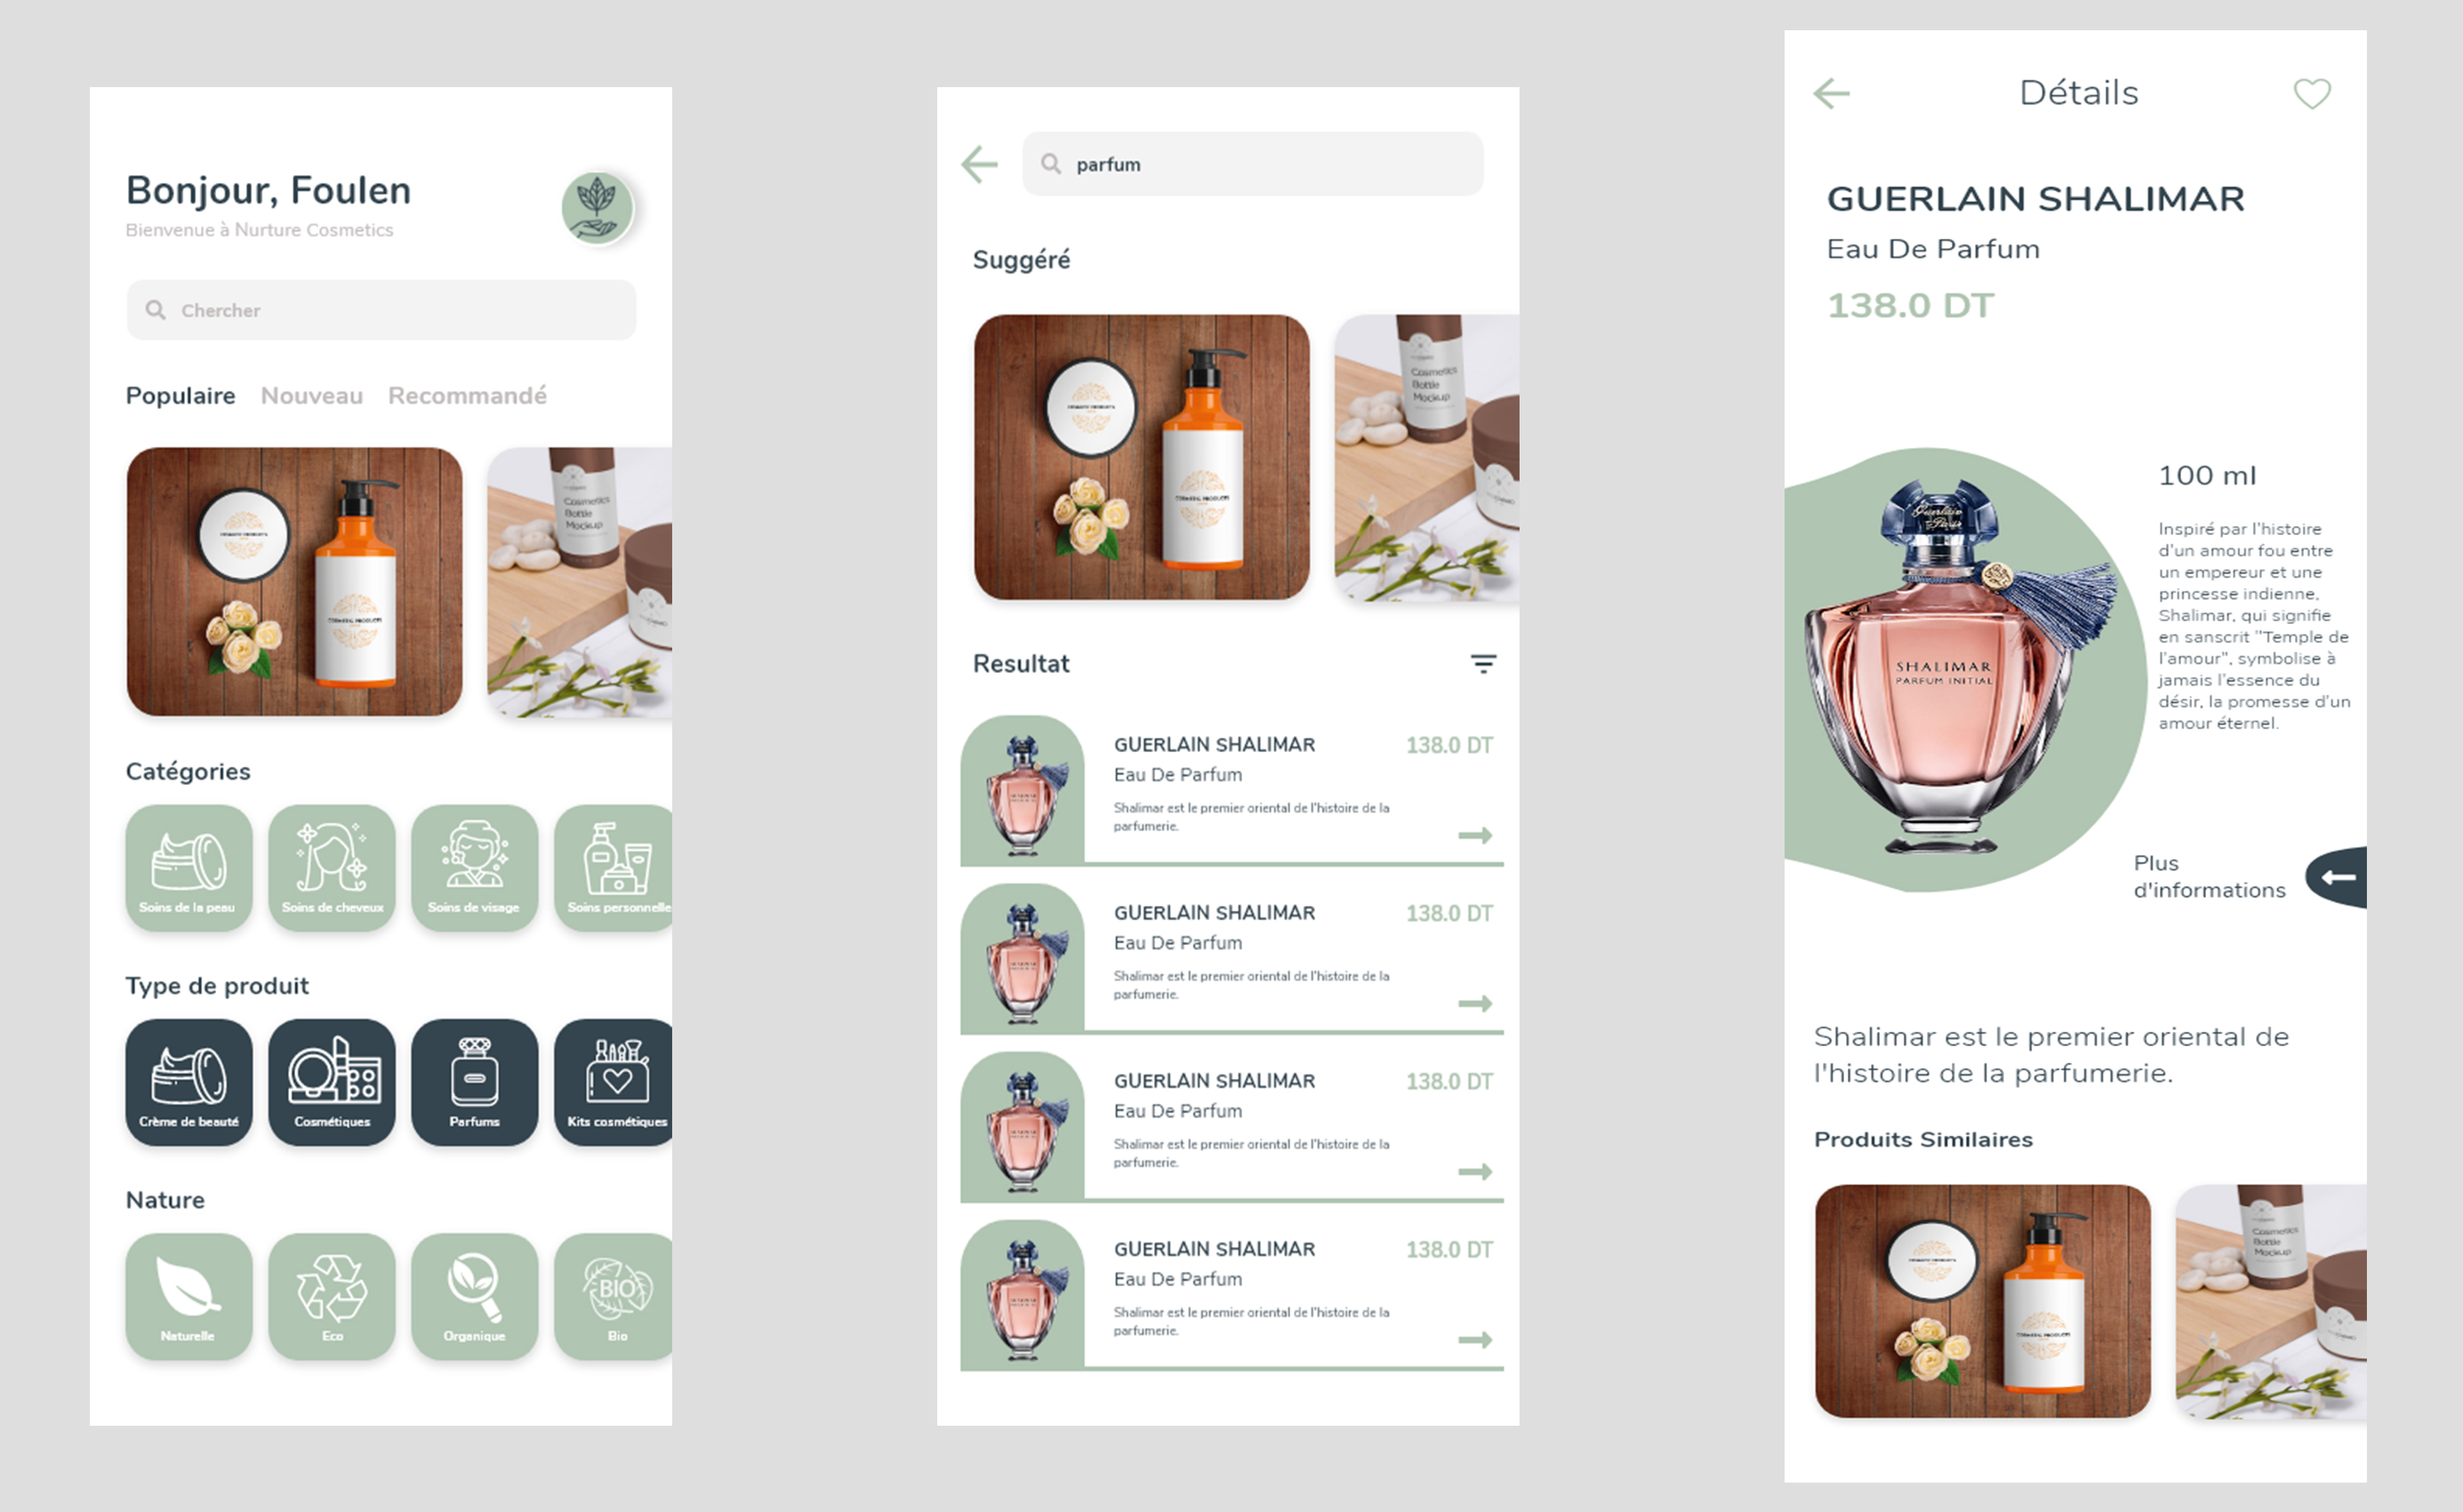 Bonjour, Foulen
Bienvenue à Nurture Cosmetics
Chercher
Populaire Nouveau Recommandé
Cosmetics
Bottle
Mockup
COSMETIC PRODUCTS
Catégories
Soins de la peau
Soins de cheveux
Soins de visage
Soins personnelle
Type de produit
Crème de beauté
Cosmétiques
Parfums
Kits cosmétiques
Nature
Naturelle
Eco
Organique
BIO
Bio
parfum
Suggéré
Cosmetics
Bottle
Mockup
COSMETIC PRODUCTS
Resultat
GUERLAIN SHALIMAR
138.0 DT
Eau De Parfum
Shalimar est le premier oriental de l'histoire de la
parfumerie.
GUERLAIN SHALIMAR
138.0 DT
Eau De Parfum
Shalimar est le premier oriental de l'histoire de la
parfumerie.
GUERLAIN SHALIMAR
138.0 DT
Eau De Parfum
Shalimar est le premier oriental de l'histoire de la
parfumerie.
GUERLAIN SHALIMAR
138.0 DT
Eau De Parfum
Shalimar est le premier oriental de l'histoire de la
parfumerie.
Détails
GUERLAIN SHALIMAR
Eau De Parfum
138.0 DT
100 ml
Guerlain
Paris
SHALIMAR
PARFUM INITIAL
Inspiré par l'histoire
d'un amour fou entre
un empereur et une
princesse indienne,
Shalimar, qui signifie
en sanscrit "Temple de
l'amour", symbolise à
jamais l'essence du
désir, la promesse d'un
amour éternel.
Plus
d'informations
Shalimar est le premier oriental de
l'histoire de la parfumerie.
Produits Similaires
Cosmetics
Bottle
Mockup
COSMETIC PRODUCTS